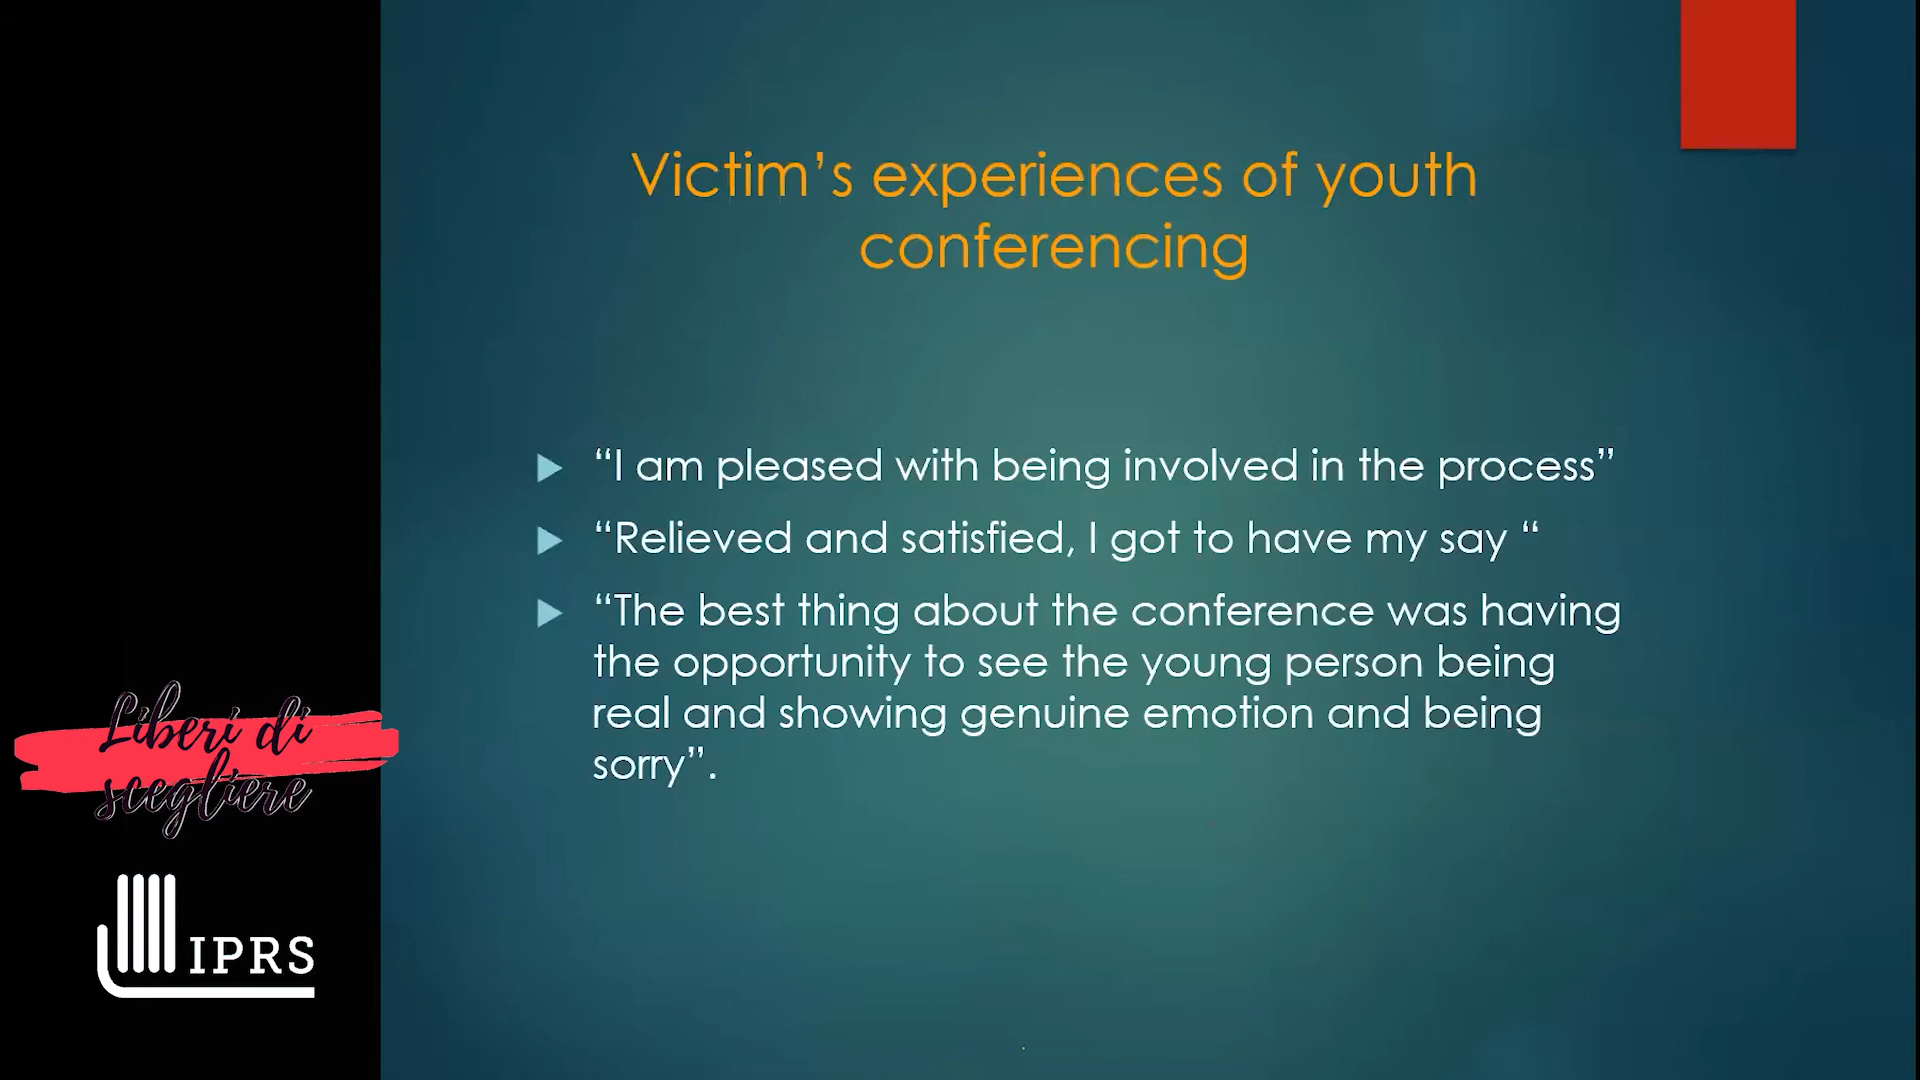 Victim’s experiences of youth
conferencing
“I am pleased with being involved in the process”
“Relieved and satisfied, I got to have my say “
“The best thing about the conference was having
the opportunity to see the young person being
real and showing genuine emotion and being
sorry”.
Liberi di
scegliere
IPRS